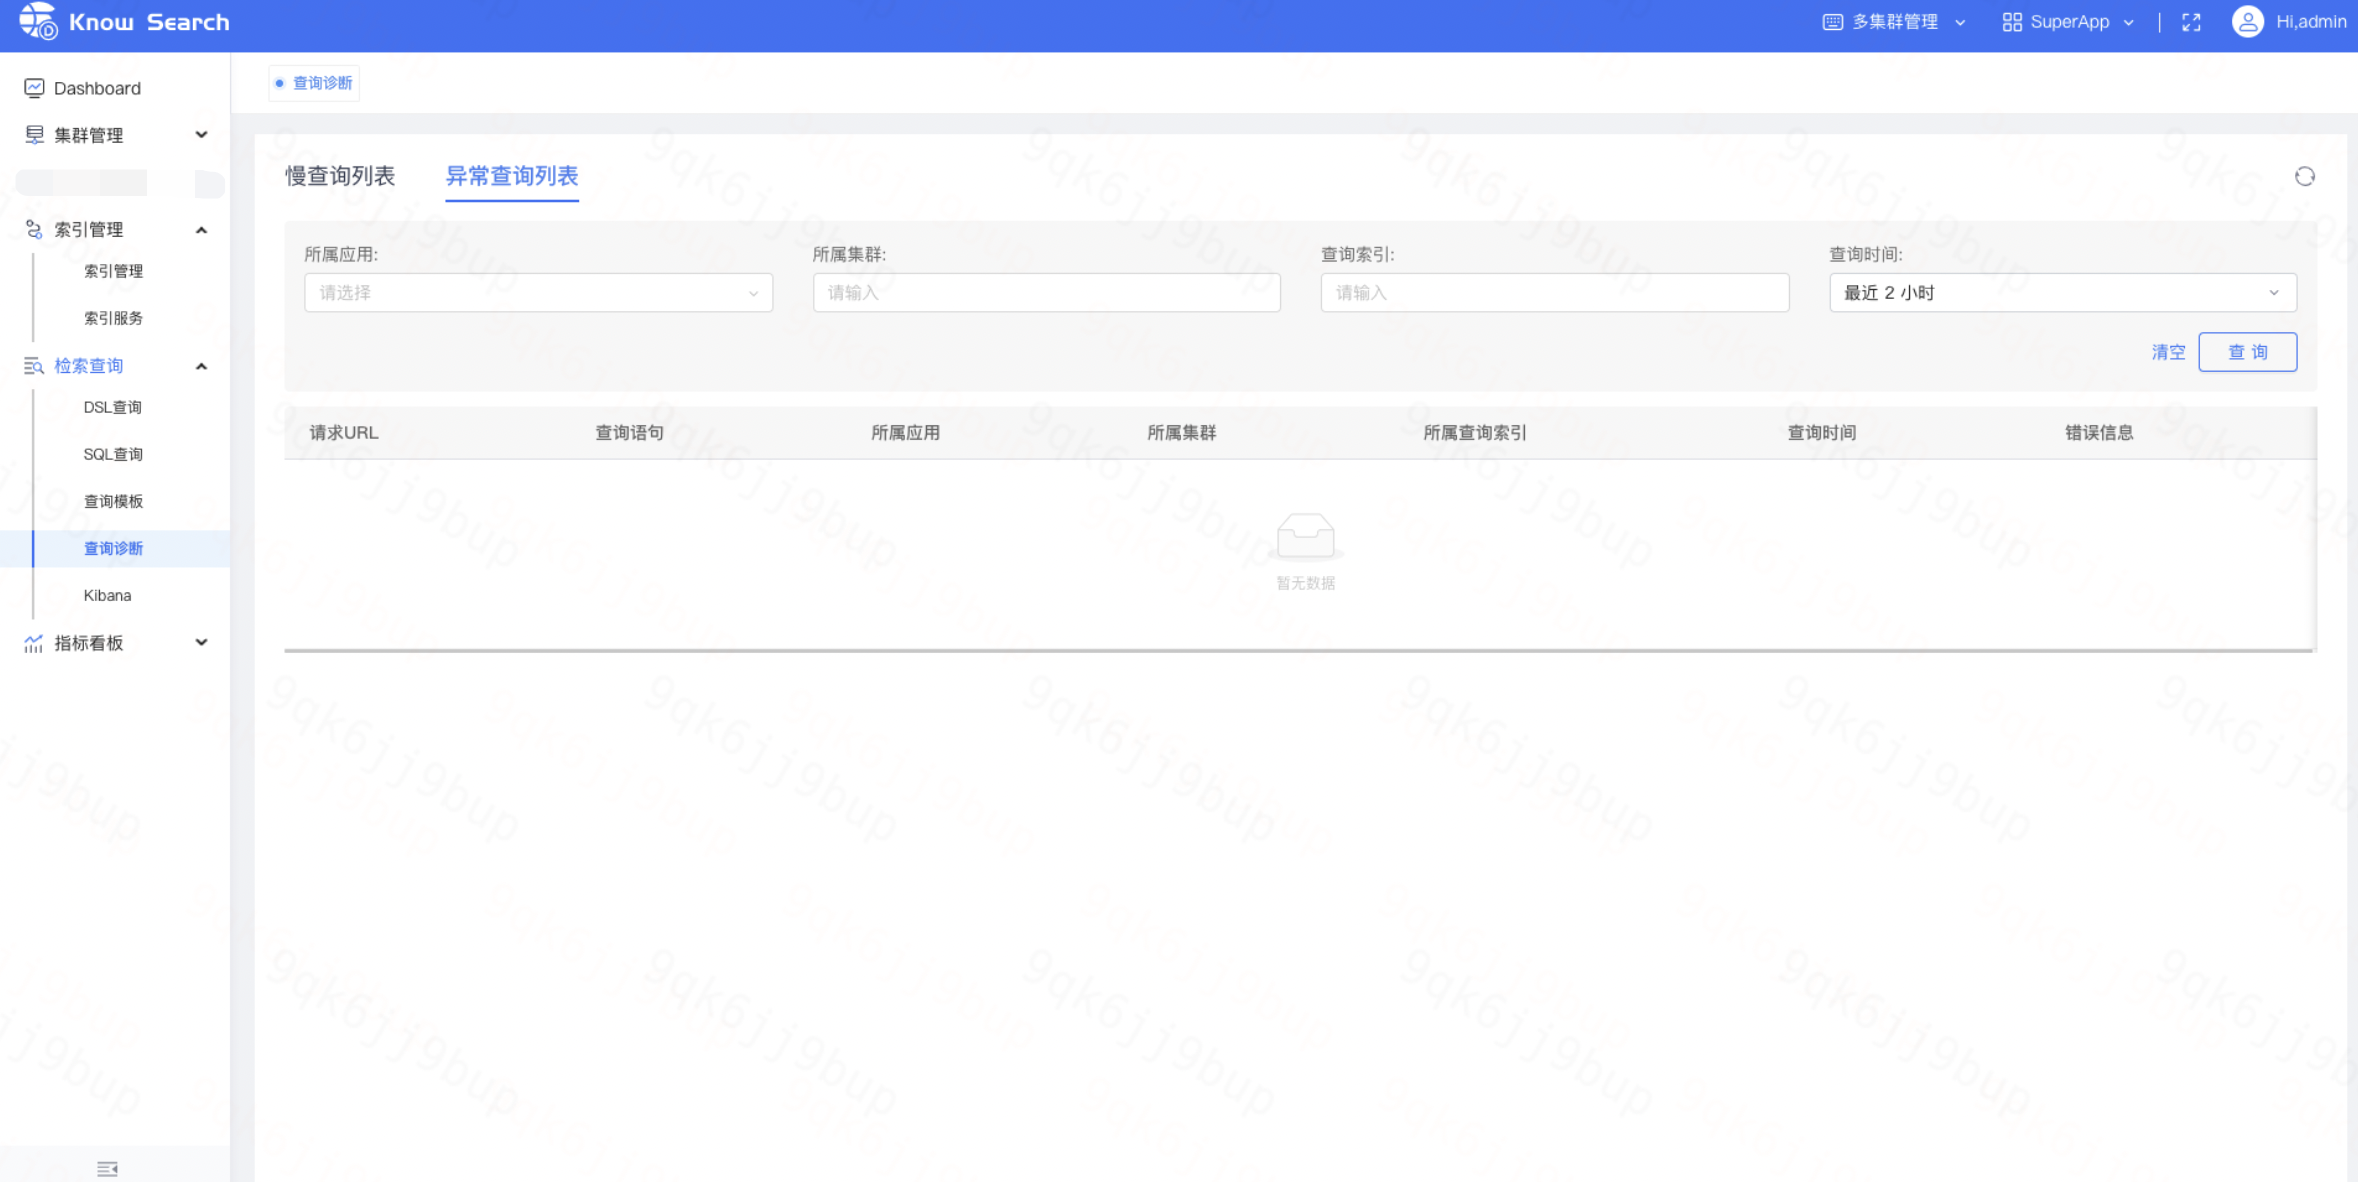 Know Search
多集群管理
SuperApp
Hi,admin
Dashboard
集群管理
索引管理
索引管理
索引服务
检索查询
DSL查询
SQL查询
查询模板
查询诊断
Kibana
指标看板
查询诊断
慢查询列表 异常查询列表
所属应用: 所属集群: 查询索引: 查询时间:
请选择 请输入 请输入 最近 2 小时
清空 查 询
请求URL 查询语句 所属应用 所属集群 所属查询索引 查询时间 错误信息
暂无数据
9qk6jj9bup